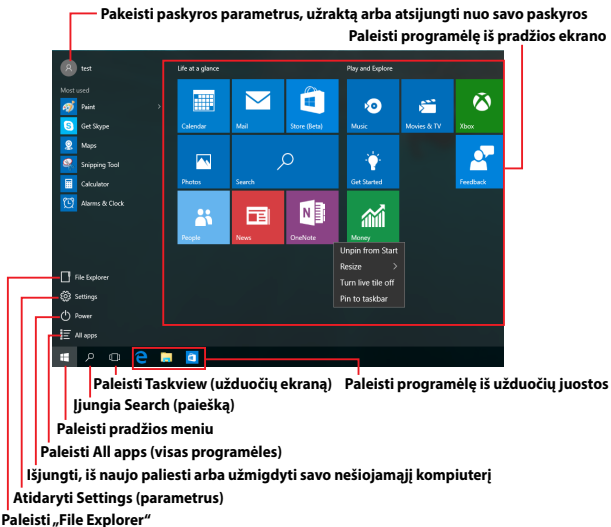 Pakeisti paskyros parametrus, užraktą arba atsijungti nuo savo paskyros
Paleisti programėlę iš pradžios ekrano
test
Life at a glance
Play and Explore
Most used
Paint
Get Skype
Maps
Snipping Tool
Calculator
Alarms & Clock
Calendar
Mail
Store (Beta)
Music
Movies & TV
Xbox
Photos
Search
Get Started
Feedback
People
News
OneNote
Money
Unpin from Start
Resize
Turn live tile off
Pin to taskbar
File Explorer
Settings
Power
All apps
Paleisti Taskview (užduočių ekraną)
Paleisti programėlę iš užduočių juostos
Įjungia Search (paiešką)
Paleisti pradžios meniu
Paleisti All apps (visas programėles)
Išjungti, iš naujo paliesti arba užmigdyti savo nešiojamąjį kompiuterį
Atidaryti Settings (parametrus)
Paleisti „File Explorer“